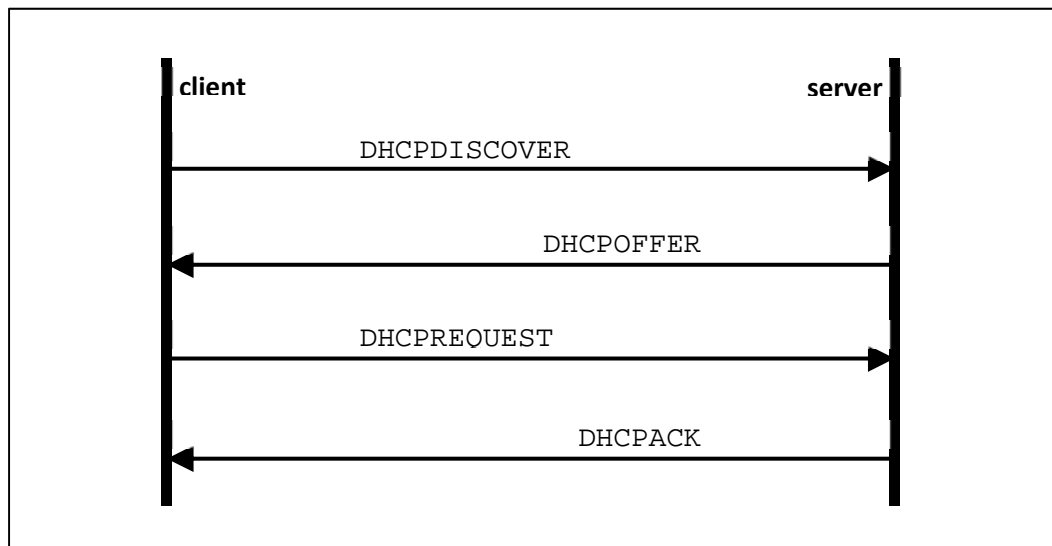 client server
DHCPDISCOVER
DHCPOFFER
DHCPREQUEST
DHCPACK